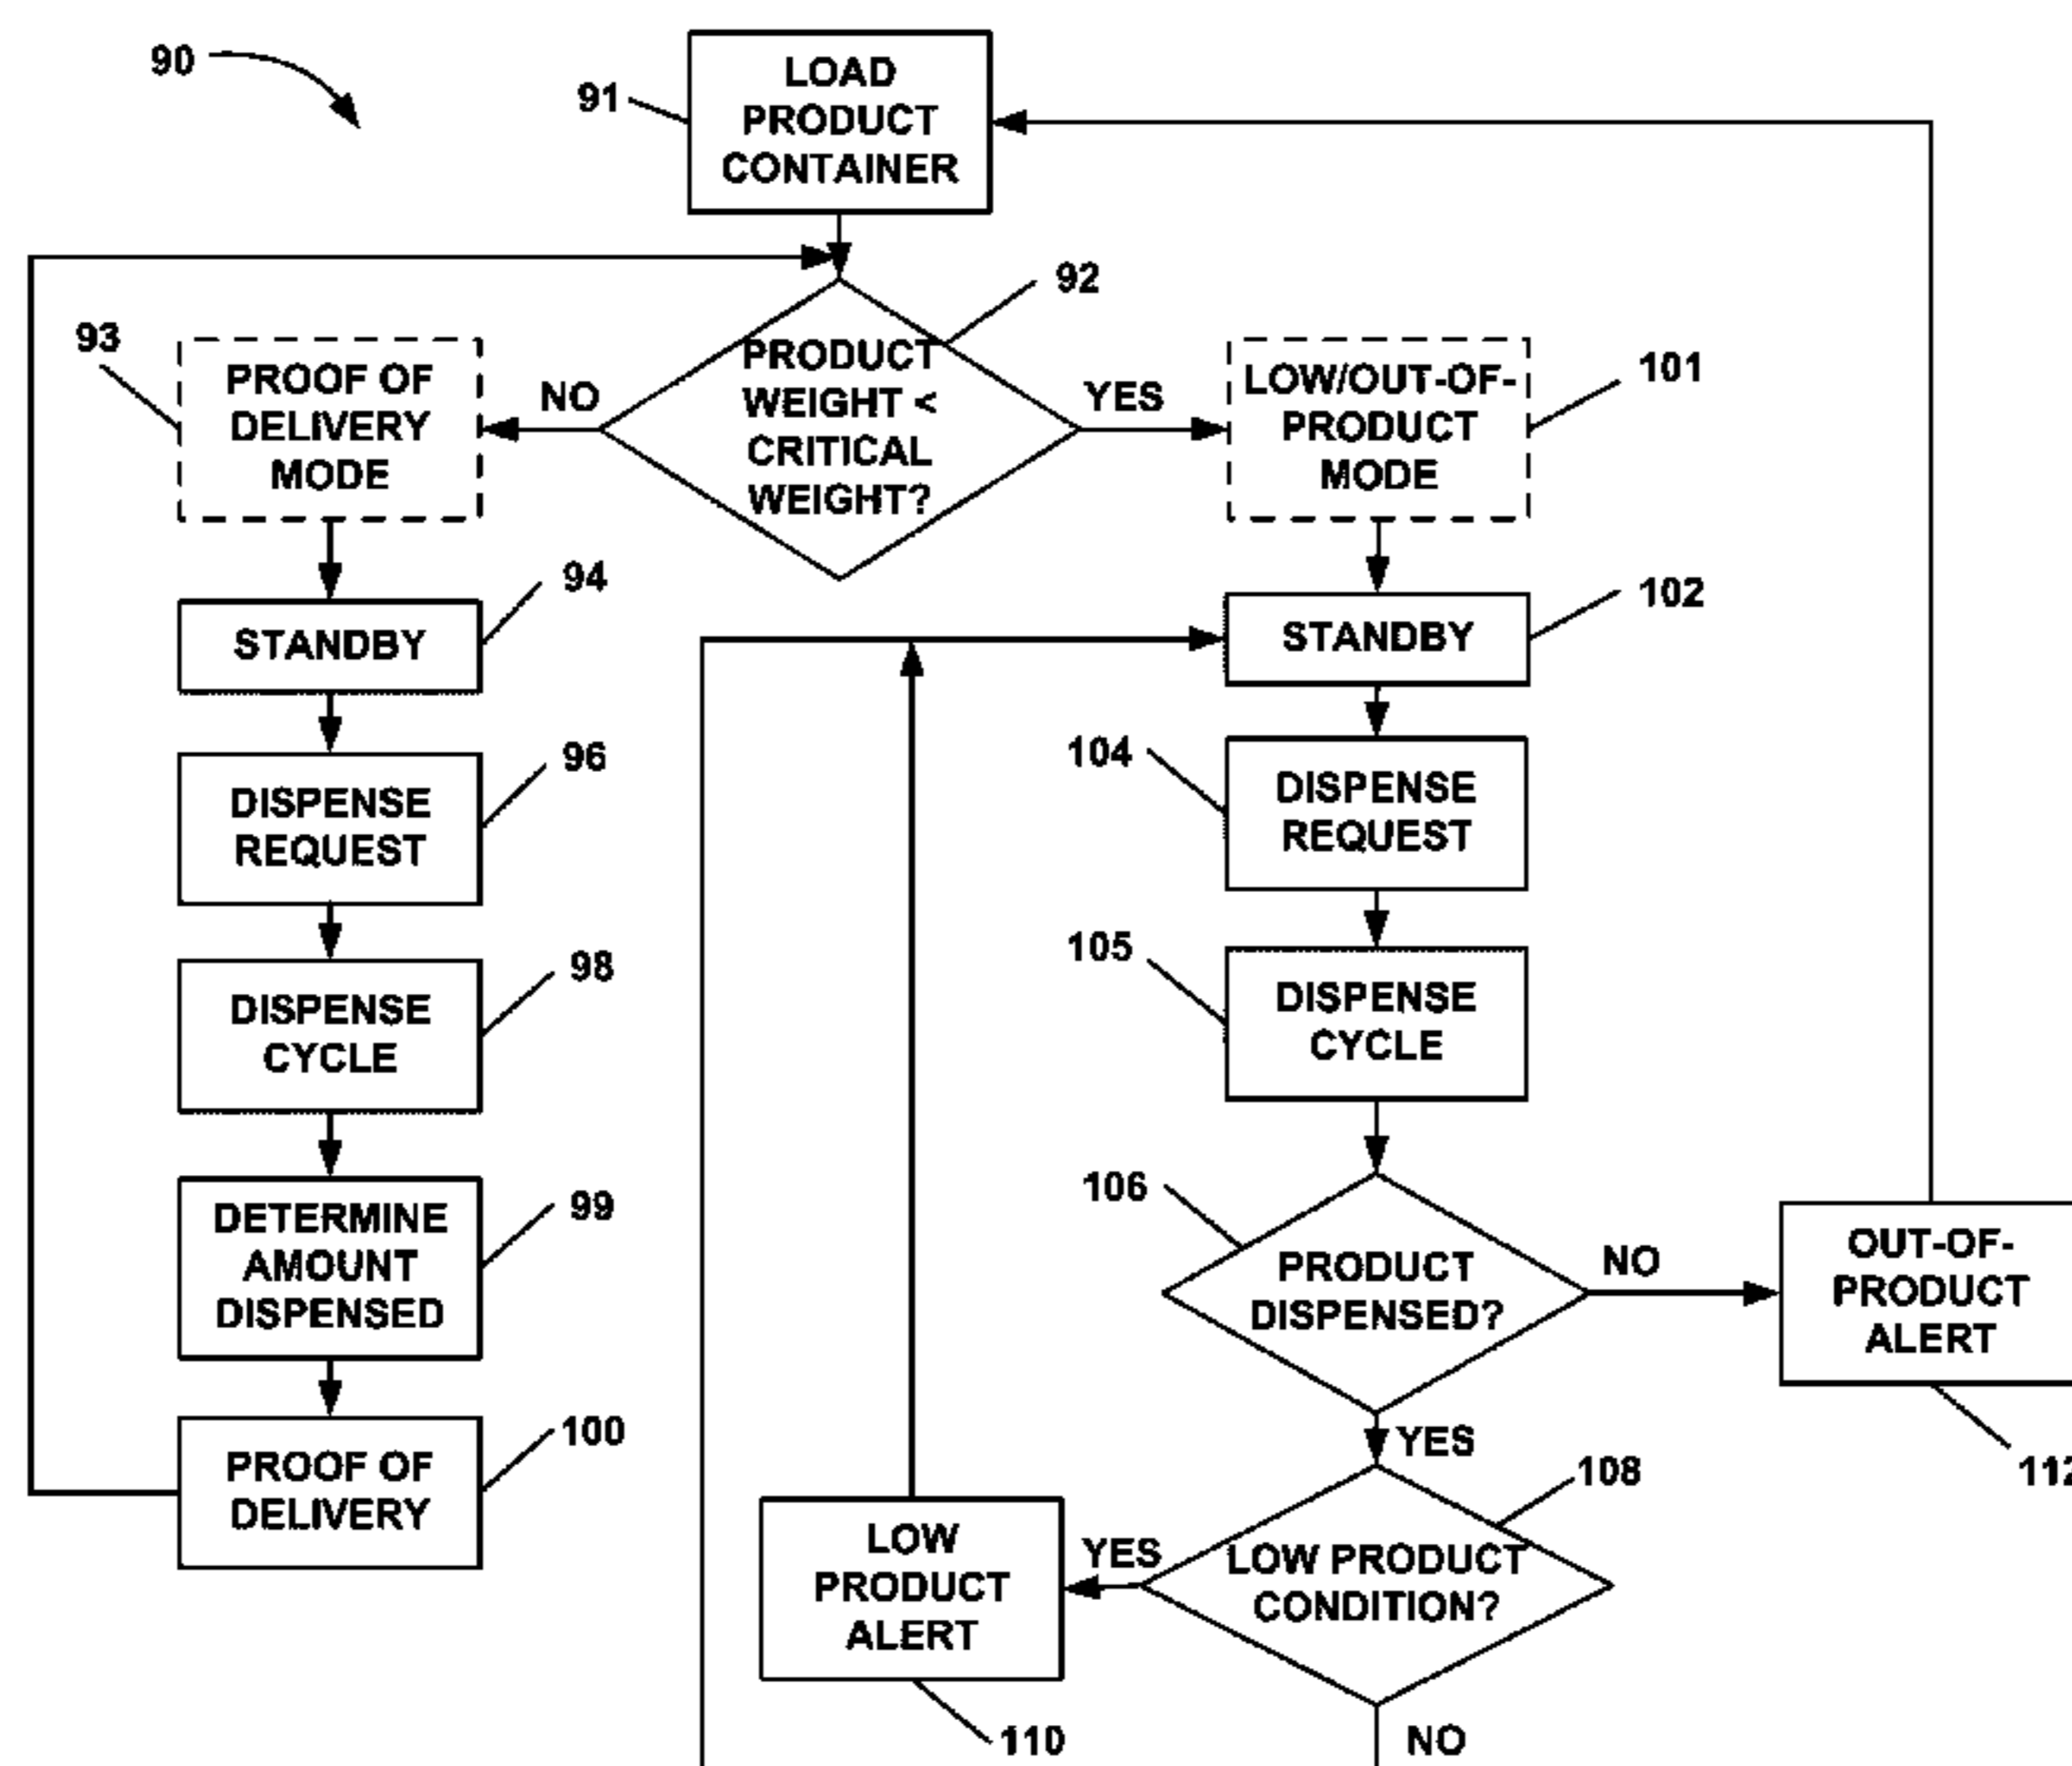 90
91
LOAD
PRODUCT
CONTAINER
92
PRODUCT
WEIGHT <
CRITICAL
WEIGHT?
NO
YES
93
PROOF OF
DELIVERY
MODE
94
STANDBY
96
DISPENSE
REQUEST
98
DISPENSE
CYCLE
99
DETERMINE
AMOUNT
DISPENSED
100
PROOF OF
DELIVERY
101
LOW/OUT-OF-
PRODUCT
MODE
102
STANDBY
104
DISPENSE
REQUEST
105
DISPENSE
CYCLE
106
PRODUCT
DISPENSED?
NO
YES
OUT-OF-
PRODUCT
ALERT
112
108
LOW PRODUCT
CONDITION?
YES
NO
LOW
PRODUCT
ALERT
110